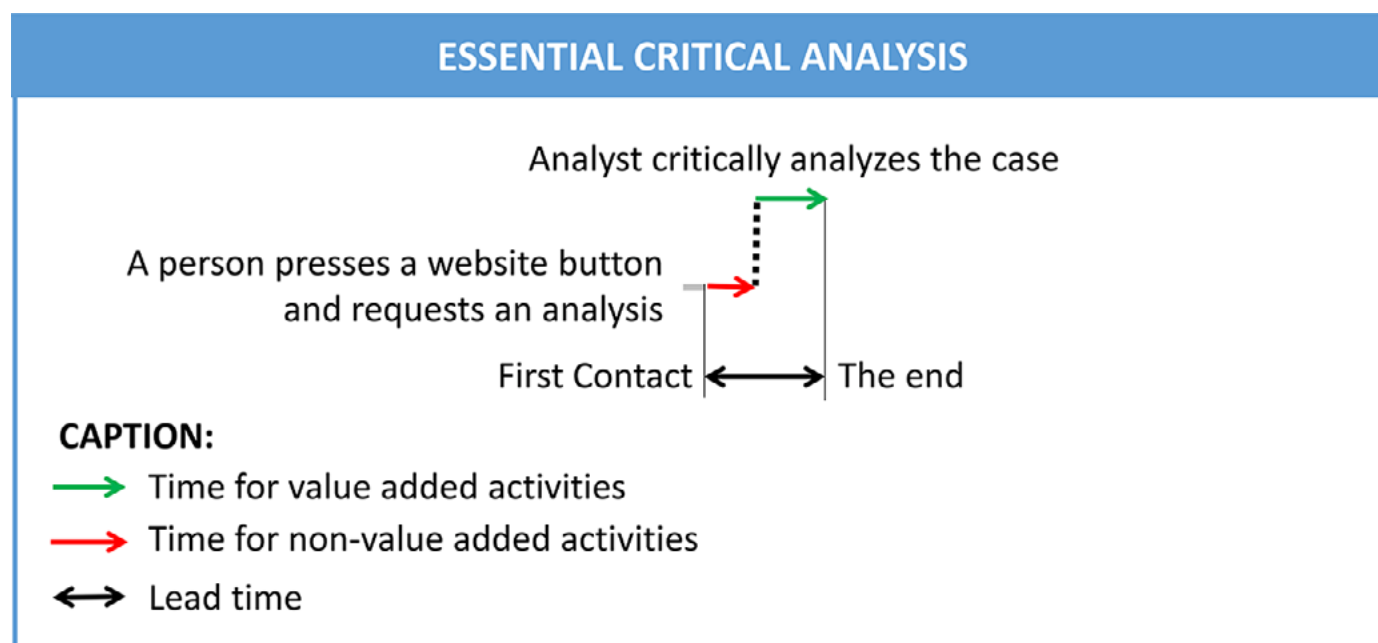 ESSENTIAL CRITICAL ANALYSIS
Analyst critically analyzes the case
A person presses a website button
and requests an analysis
First Contact
The end
CAPTION:
Time for value added activities
Time for non-value added activities
Lead time